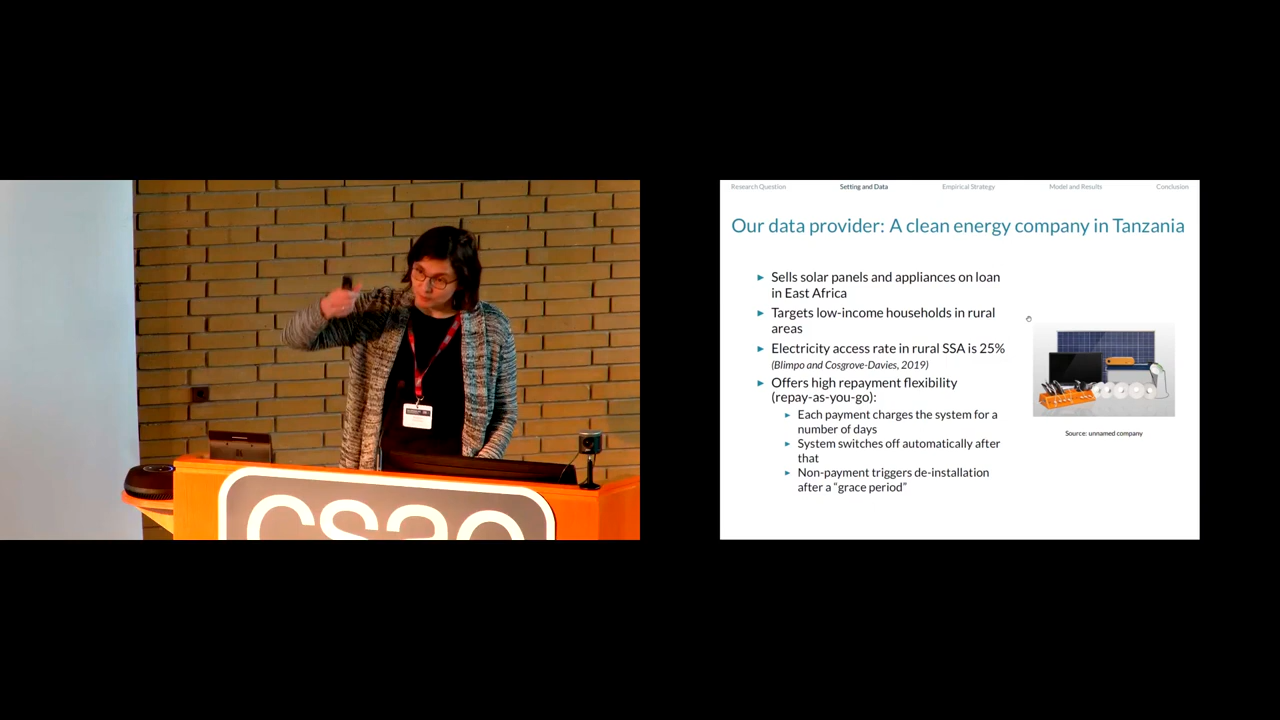 csae
Research Question Setting and Data Empirical Strategy Model and Results Conclusion
Our data provider: A clean energy company in Tanzania
► Sells solar panels and appliances on loan
in East Africa
► Targets low-income households in rural
areas
► Electricity access rate in rural SSA is 25%
(Blimpo and Cosgrove-Davies, 2019)
► Offers high repayment flexibility
(repay-as-you-go):
► Each payment charges the system for a
number of days
► System switches off automatically after
that
► Non-payment triggers de-installation
after a “grace period”
Source: unnamed company